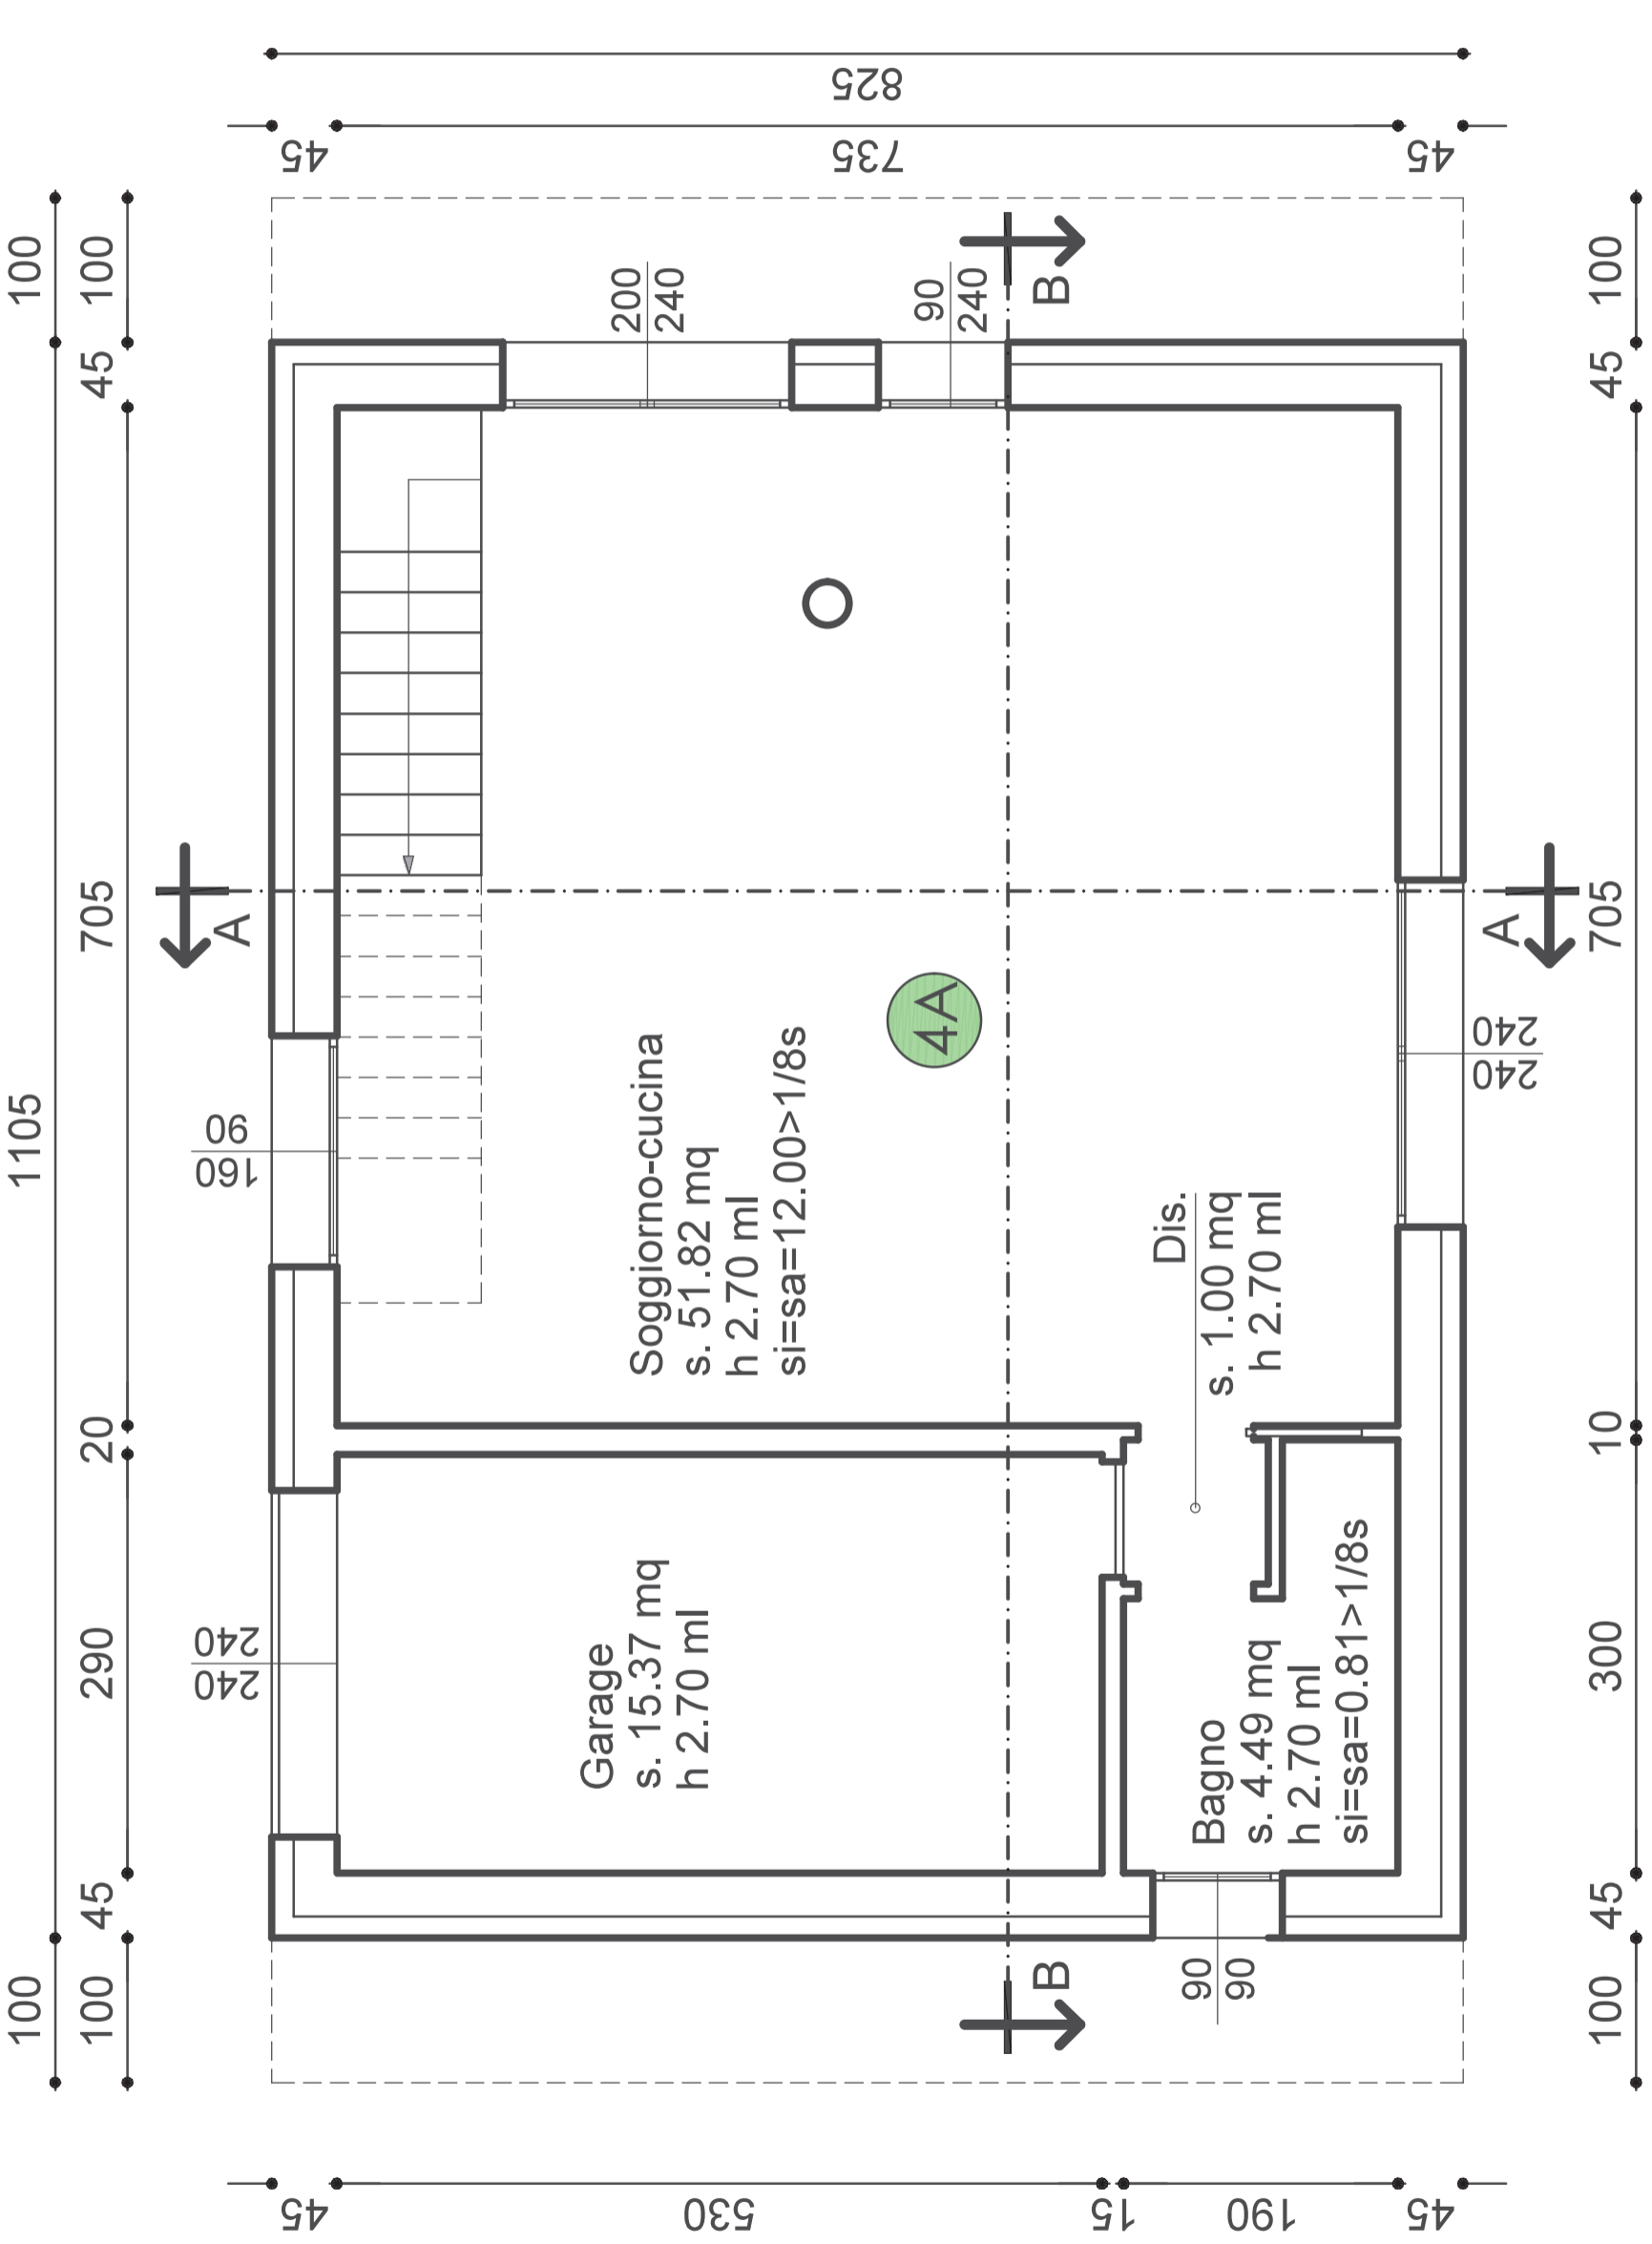 100
1105
100
100
45
290
20
705
45
100
240
240
160
90
A
A
Garage
s. 15.37 mq
h 2.70 ml
Soggiorno-cucina
s. 51.82 mq
h 2.70 ml
si=sa=12.00>1/8s
4A
200
240
90
240
B
B
Dis.
s. 1.00 mq
h 2.70 ml
Bagno
s. 4.49 mq
h 2.70 ml
si=sa=0.81>1/8s
90
90
240
240
100
45
300
10
705
45
100
45
530
15
190
45
45
735
45
825